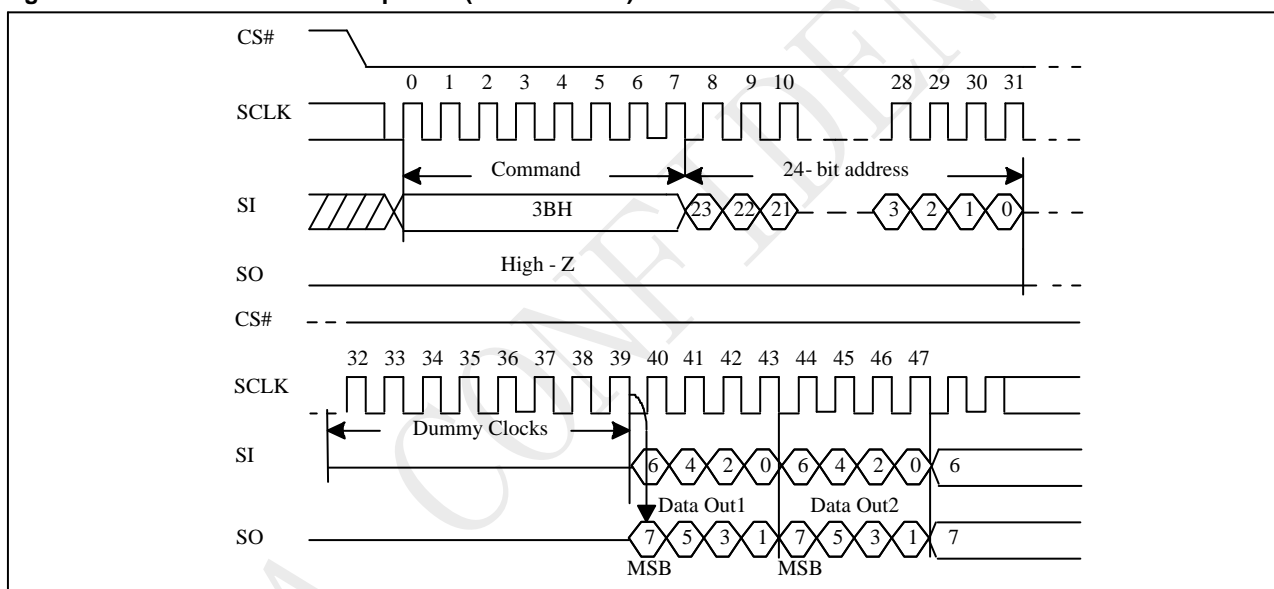 CS#
0 1 2 3 4 5 6 7 8 9 10 28 29 30 31
SCLK
Command 24- bit address
SI 3BH 23 22 21 3 2 1 0
High - Z
SO
CS#
32 33 34 35 36 37 38 39 40 41 42 43 44 45 46 47
SCLK
Dummy Clocks
SI 6 4 2 0 6 4 2 0 6
Data Out1 Data Out2
SO 7 5 3 1 7 5 3 1 7
MSB MSB
CONFIDEN